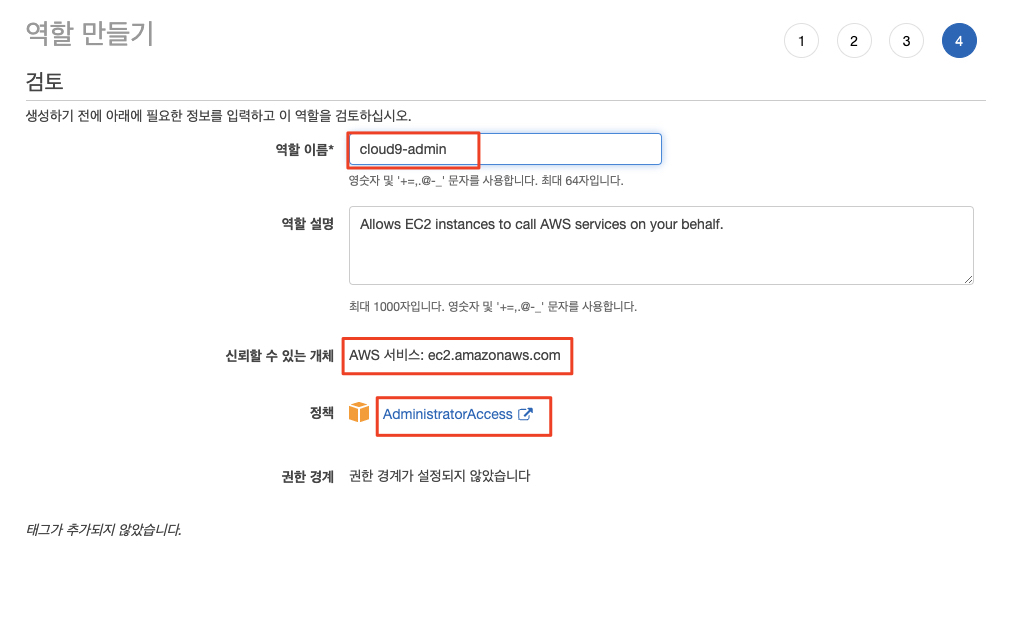 역할 만들기
1 2 3 4
검토
생성하기 전에 아래에 필요한 정보를 입력하고 이 역할을 검토하십시오.
역할 이름* cloud9-admin
영숫자 및 '+=,.@-_' 문자를 사용합니다. 최대 64자입니다.
역할 설명 Allows EC2 instances to call AWS services on your behalf.
최대 1000자입니다. 영숫자 및 '+=,.@-_' 문자를 사용합니다.
신뢰할 수 있는 개체 AWS 서비스: ec2.amazonaws.com
정책 AdministratorAccess
권한 경계 권한 경계가 설정되지 않았습니다
태그가 추가되지 않았습니다.